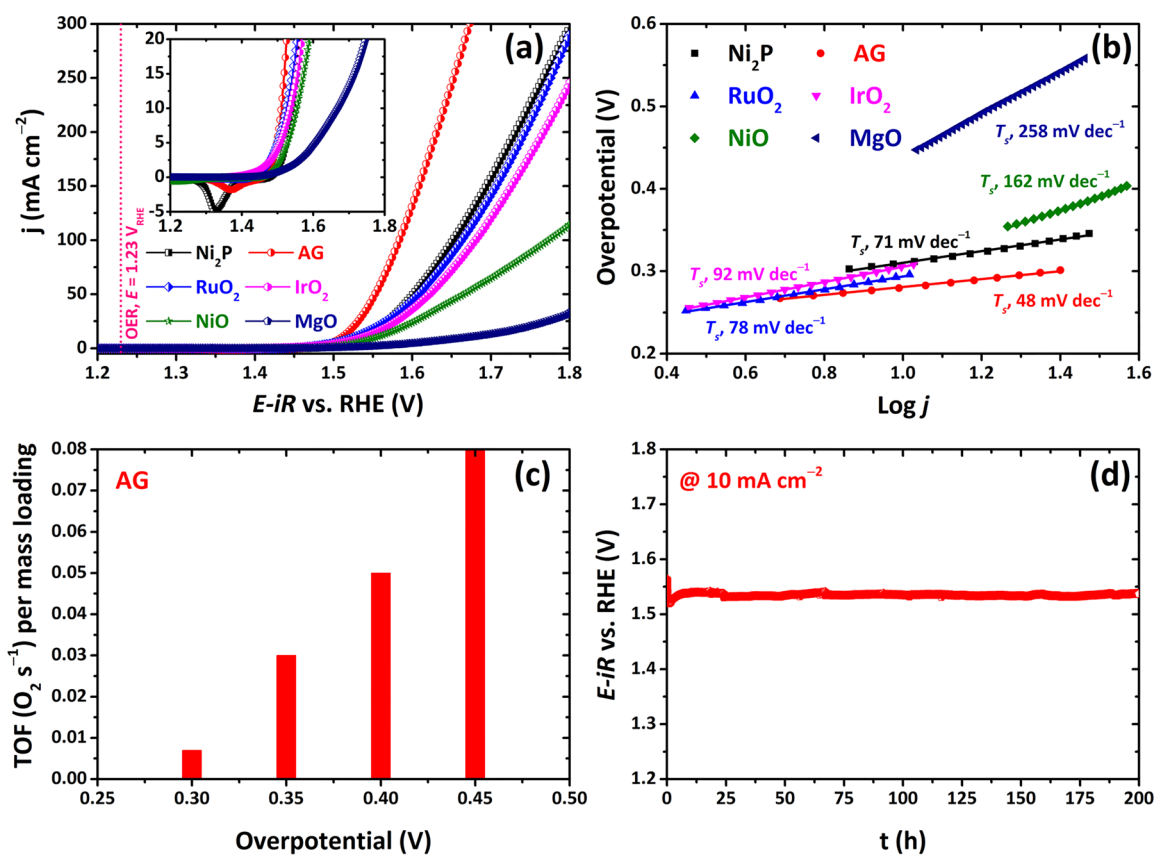 (a)
j (mA cm⁻²)
300
250
200
150
100
50
0
20
15
10
5
0
-5
1.2 1.3 1.4 1.5 1.6 1.7 1.8
OER, E = 1.23 V_RHE
Ni₂P AG
RuO₂ IrO₂
NiO MgO
1.2 1.3 1.4 1.5 1.6 1.7 1.8
E-iR vs. RHE (V)
(b)
Overpotential (V)
0.6
0.5
0.4
0.3
0.2
Ni₂P AG
RuO₂ IrO₂
NiO MgO
Tₛ, 258 mV dec⁻¹
Tₛ, 162 mV dec⁻¹
Tₛ, 71 mV dec⁻¹
Tₛ, 92 mV dec⁻¹
Tₛ, 48 mV dec⁻¹
Tₛ, 78 mV dec⁻¹
0.4 0.6 0.8 1.0 1.2 1.4 1.6
Log j
(c)
AG
TOF (O₂ s⁻¹) per mass loading
0.08
0.07
0.06
0.05
0.04
0.03
0.02
0.01
0.00
0.25 0.30 0.35 0.40 0.45 0.50
Overpotential (V)
(d)
@ 10 mA cm⁻²
E-iR vs. RHE (V)
1.8
1.7
1.6
1.5
1.4
1.3
1.2
0 25 50 75 100 125 150 175 200
t (h)